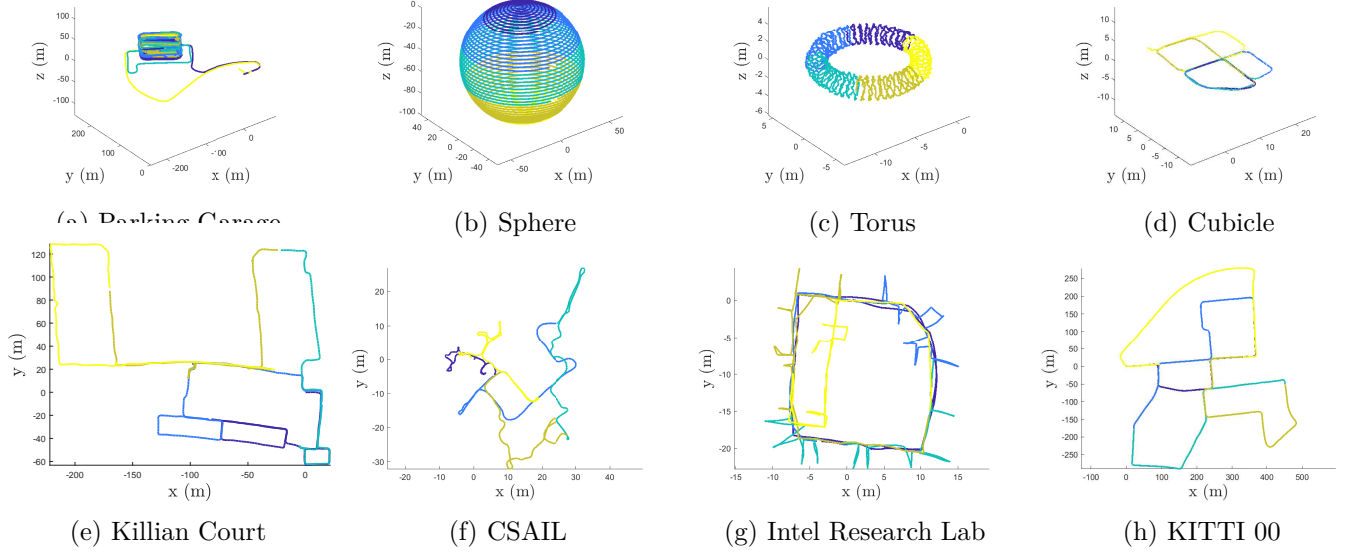 100
50
0
-50
-100
z (m)
200
100
0
y (m)
-200
-100
0
x (m)
0
-20
-40
-60
-80
-100
z (m)
40
20
0
-20
-40
y (m)
-50
0
50
x (m)
4
2
0
-2
-4
-6
z (m)
5
0
-5
y (m)
-10
-5
0
x (m)
10
5
0
-5
-10
z (m)
10
5
0
-5
-10
y (m)
0
10
20
x (m)
(a) Parking Garage
(b) Sphere
(c) Torus
(d) Cubicle
120
100
80
60
40
20
0
-20
-40
-60
y (m)
-200 -150 -100 -50 0
x (m)
20
10
0
-10
-20
-30
y (m)
-20 -10 0 10 20 30 40
x (m)
0
-5
-10
-15
-20
y (m)
-15 -10 -5 0 5 10 15
x (m)
250
200
150
100
50
0
-50
-100
-150
-200
-250
y (m)
-100 0 100 200 300 400 500
x (m)
(e) Killian Court
(f) CSAIL
(g) Intel Research Lab
(h) KITTI 00